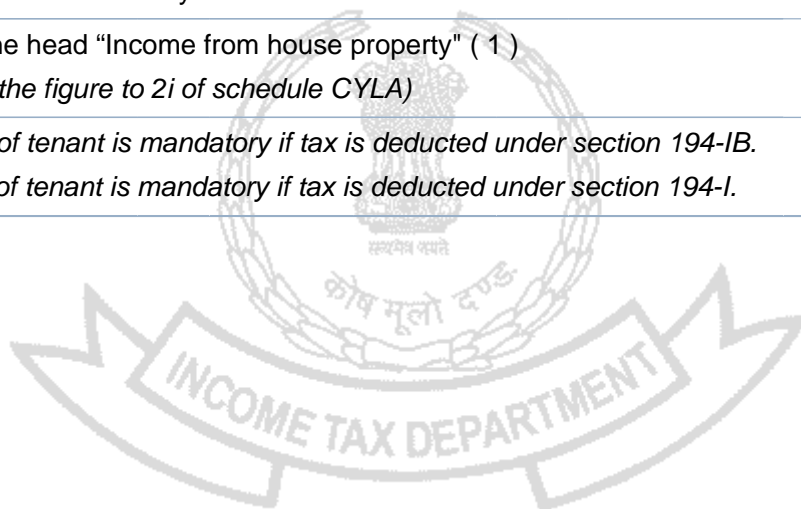 he head “Income from house property" ( 1 )
the figure to 2i of schedule CYLA)
of tenant is mandatory if tax is deducted under section 194-IB.
of tenant is mandatory if tax is deducted under section 194-I.
सत्यमेव जयते
कोष मूलो दण्डः
INCOME TAX DEPARTMENT